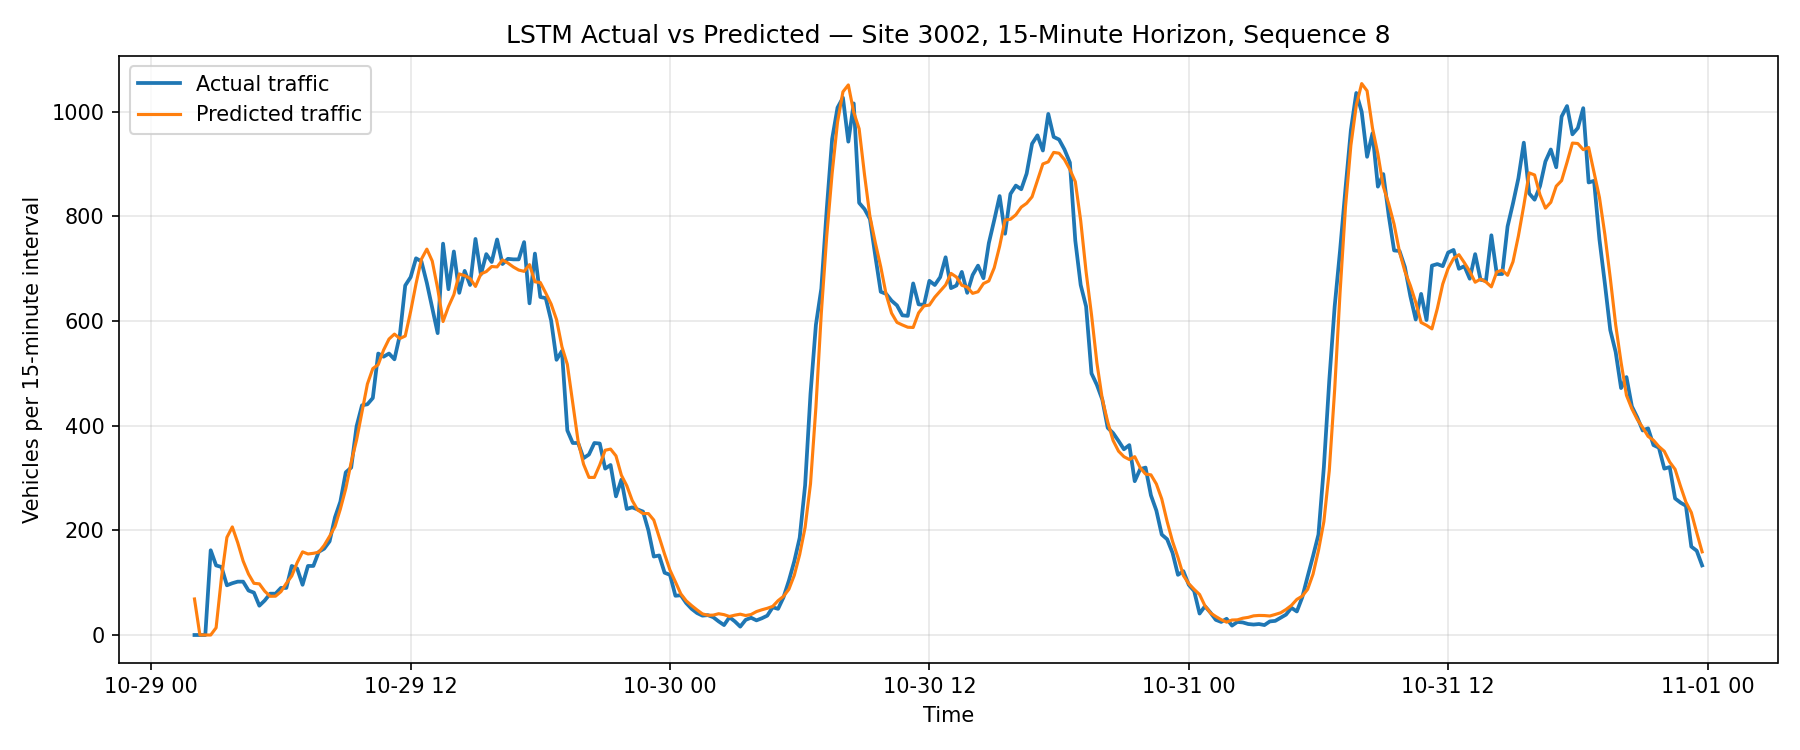 LSTM Actual vs Predicted — Site 3002, 15-Minute Horizon, Sequence 8
Actual traffic
Predicted traffic
Vehicles per 15-minute interval
1000
800
600
400
200
0
10-29 00
10-29 12
10-30 00
10-30 12
10-31 00
10-31 12
11-01 00
Time